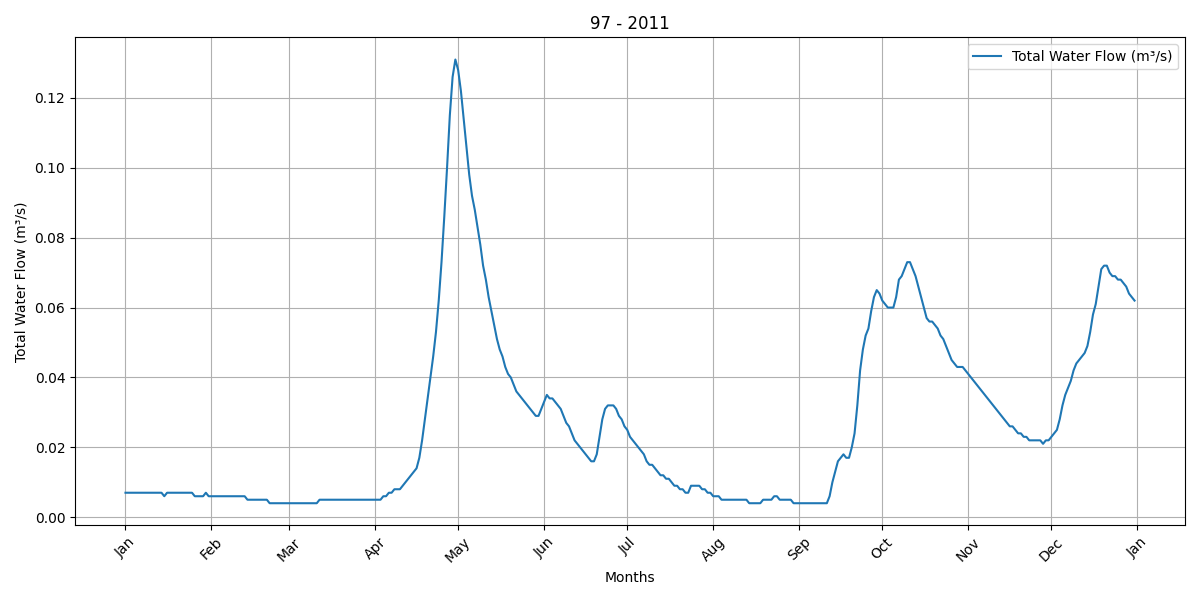 97 - 2011
Total Water Flow (m³/s)
Total Water Flow (m³/s)
0.12
0.10
0.08
0.06
0.04
0.02
0.00
Jan
Feb
Mar
Apr
May
Jun
Jul
Aug
Sep
Oct
Nov
Dec
Jan
Months